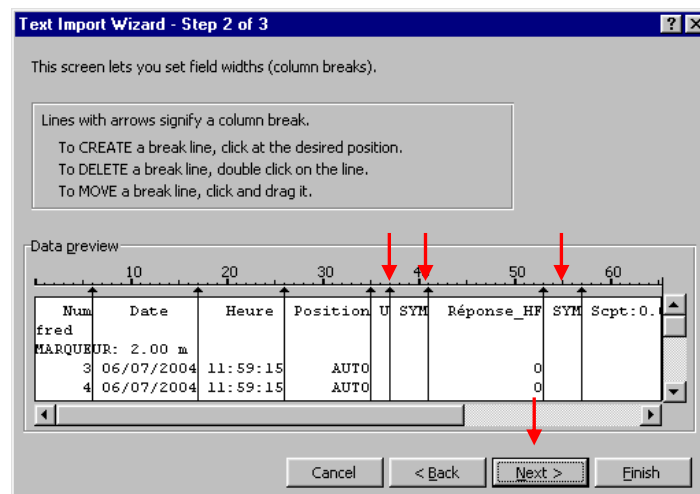 Text Import Wizard - Step 2 of 3
This screen lets you set field widths (column breaks).
Lines with arrows signify a column break.
To CREATE a break line, click at the desired position.
To DELETE a break line, double click on the line.
To MOVE a break line, click and drag it.
Data preview
10 20 30 40 50 60
Num Date Heure Position U SYM Réponse_HF SYM Scpt:0.
fred
MARQUEUR: 2.00 m
3 06/07/2004 11:59:15 AUTO 0
4 06/07/2004 11:59:15 AUTO 0
Cancel < Back Next > Finish